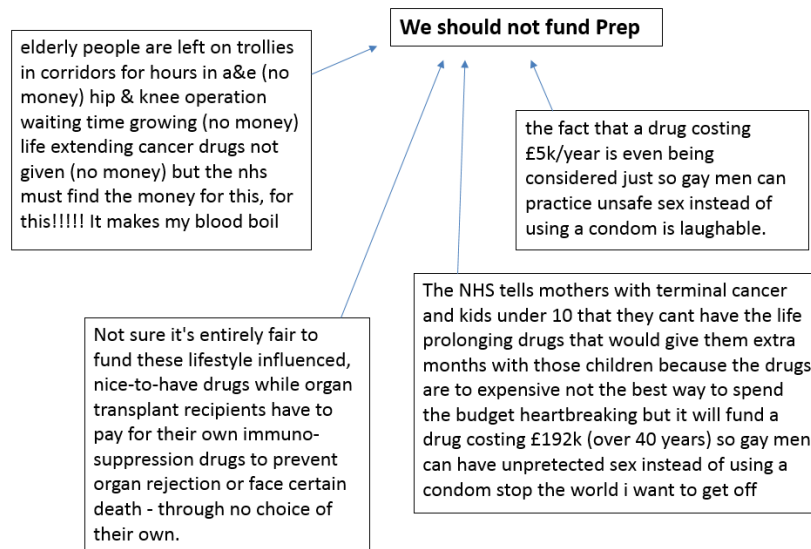 We should not fund Prep
elderly people are left on trollies
in corridors for hours in a&e (no
money) hip & knee operation
waiting time growing (no money)
life extending cancer drugs not
given (no money) but the nhs
must find the money for this, for
this!!!!! It makes my blood boil
the fact that a drug costing
£5k/year is even being
considered just so gay men can
practice unsafe sex instead of
using a condom is laughable.
Not sure it's entirely fair to
fund these lifestyle influenced,
nice-to-have drugs while organ
transplant recipients have to
pay for their own immuno-
suppression drugs to prevent
organ rejection or face certain
death - through no choice of
their own.
The NHS tells mothers with terminal cancer
and kids under 10 that they cant have the life
prolonging drugs that would give them extra
months with those children because the drugs
are to expensive not the best way to spend
the budget heartbreaking but it will fund a
drug costing £192k (over 40 years) so gay men
can have unpretected sex instead of using a
condom stop the world i want to get off